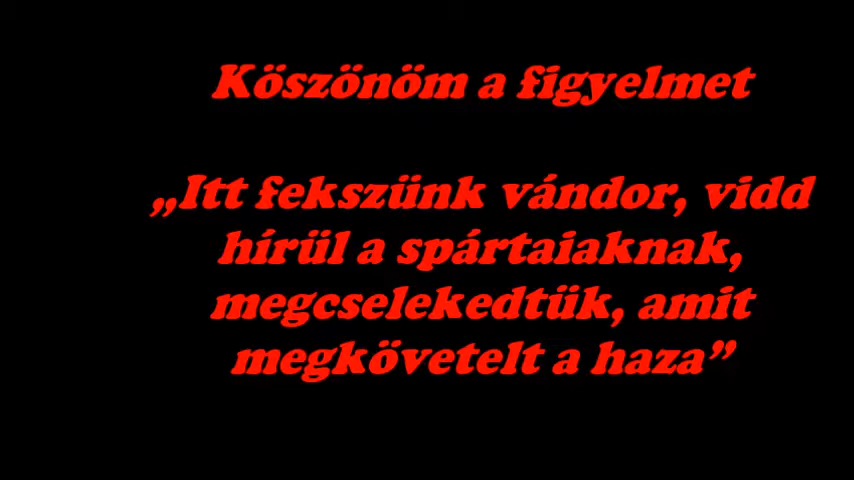 Köszönöm a figyelmet
„Itt fekszünk vándor, vidd
hírül a spártaiaknak,
megcselekedtük, amit
megkövetelt a haza”